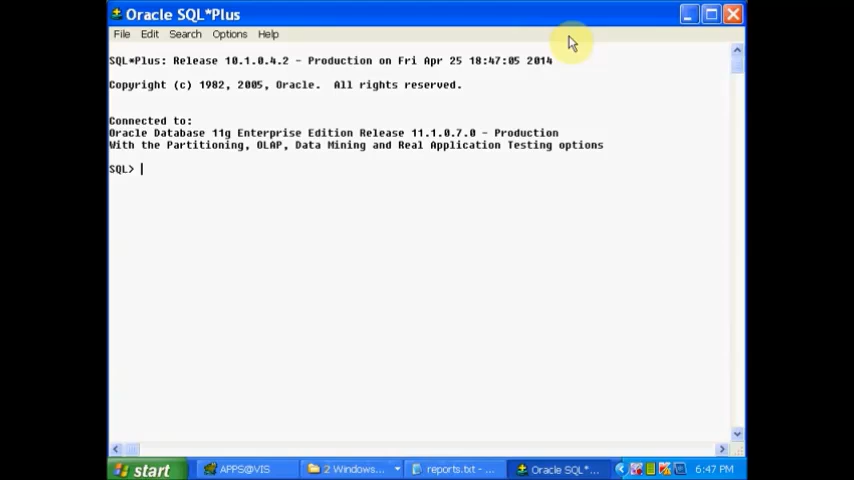 Oracle SQL*Plus
File Edit Search Options Help
SQL*Plus: Release 10.1.0.4.2 - Production on Fri Apr 25 18:47:05 2014
Copyright (c) 1982, 2005, Oracle. All rights reserved.
Connected to:
Oracle Database 11g Enterprise Edition Release 11.1.0.7.0 - Production
With the Partitioning, OLAP, Data Mining and Real Application Testing options
SQL>
start APPS@VIS 2 Windows... reports.txt - ... Oracle SQL*... 6:47 PM